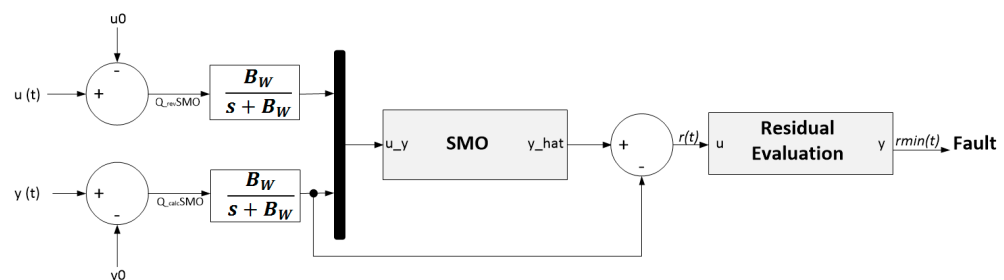 u0
-
u (t)
+
Q_revSMO
B_W
s + B_W
y (t)
+
-
Q_calcSMO
B_W
s + B_W
y0
u_y
SMO
y_hat
+
-
r(t)
u
Residual
Evaluation
y
rmin(t)
Fault